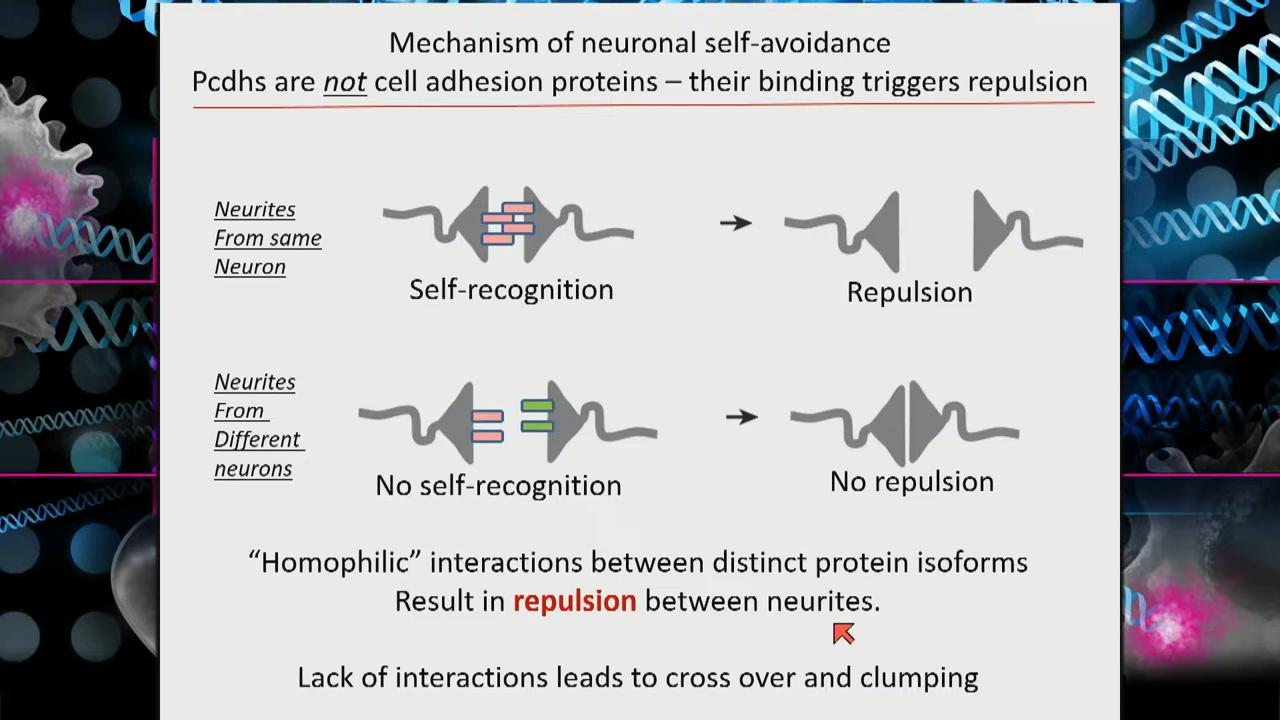 Mechanism of neuronal self-avoidance
Pcdhs are not cell adhesion proteins – their binding triggers repulsion
Neurites
From same
Neuron
Self-recognition
Repulsion
Neurites
From
Different
neurons
No self-recognition
No repulsion
“Homophilic” interactions between distinct protein isoforms
Result in repulsion between neurites.
Lack of interactions leads to cross over and clumping